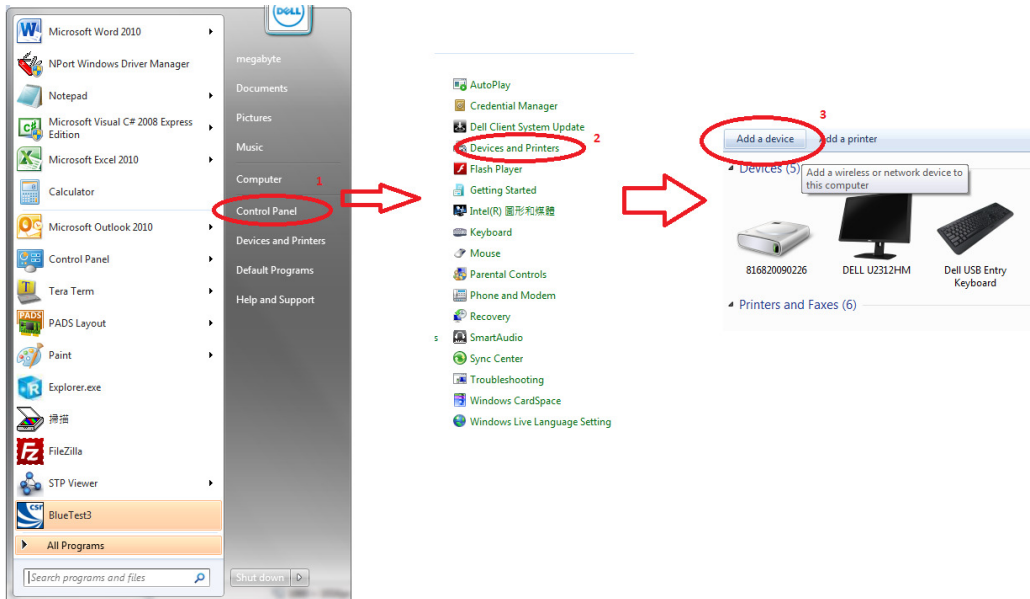 DELL
Microsoft Word 2010
NPort Windows Driver Manager
Notepad
Microsoft Visual C# 2008 Express
Edition
Microsoft Excel 2010
Calculator
Microsoft Outlook 2010
Control Panel
Tera Term
PADS Layout
Paint
Explorer.exe
掃描
FileZilla
STP Viewer
BlueTest3
All Programs
Search programs and files
megabyte
Documents
Pictures
Music
Computer
1
Control Panel
Devices and Printers
Default Programs
Help and Support
Shut down
AutoPlay
Credential Manager
Dell Client System Update
2
Devices and Printers
Flash Player
Getting Started
Intel(R) 圖形和媒體
Keyboard
Mouse
Parental Controls
Phone and Modem
Recovery
s
SmartAudio
Sync Center
Troubleshooting
Windows CardSpace
Windows Live Language Setting
3
Add a device
Add a printer
Devices (5)
Add a wireless or network device to
this computer
816820090226
DELL U2312HM
Dell USB Entry
Keyboard
Printers and Faxes (6)